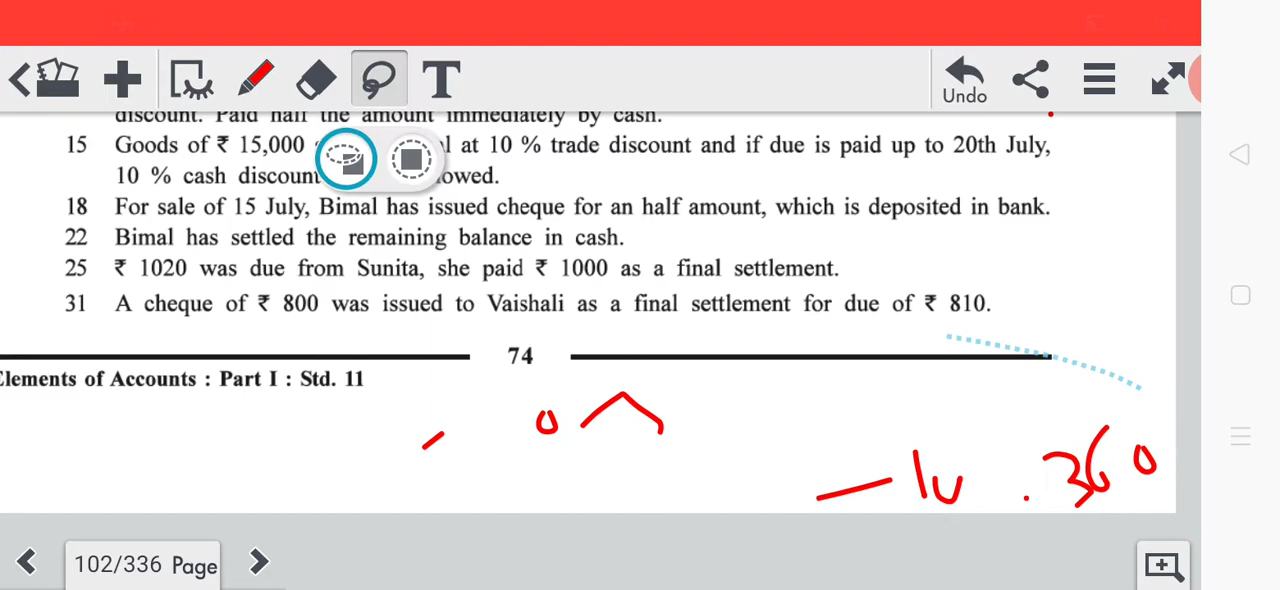 Undo
discount. Paid half the amount immediately by cash.
15 Goods of ₹ 15,000 at 10 % trade discount and if due is paid up to 20th July,
10 % cash discount owed.
18 For sale of 15 July, Bimal has issued cheque for an half amount, which is deposited in bank.
22 Bimal has settled the remaining balance in cash.
25 ₹ 1020 was due from Sunita, she paid ₹ 1000 as a final settlement.
31 A cheque of ₹ 800 was issued to Vaishali as a final settlement for due of ₹ 810.
74
Elements of Accounts : Part I : Std. 11
360
102/336 Page